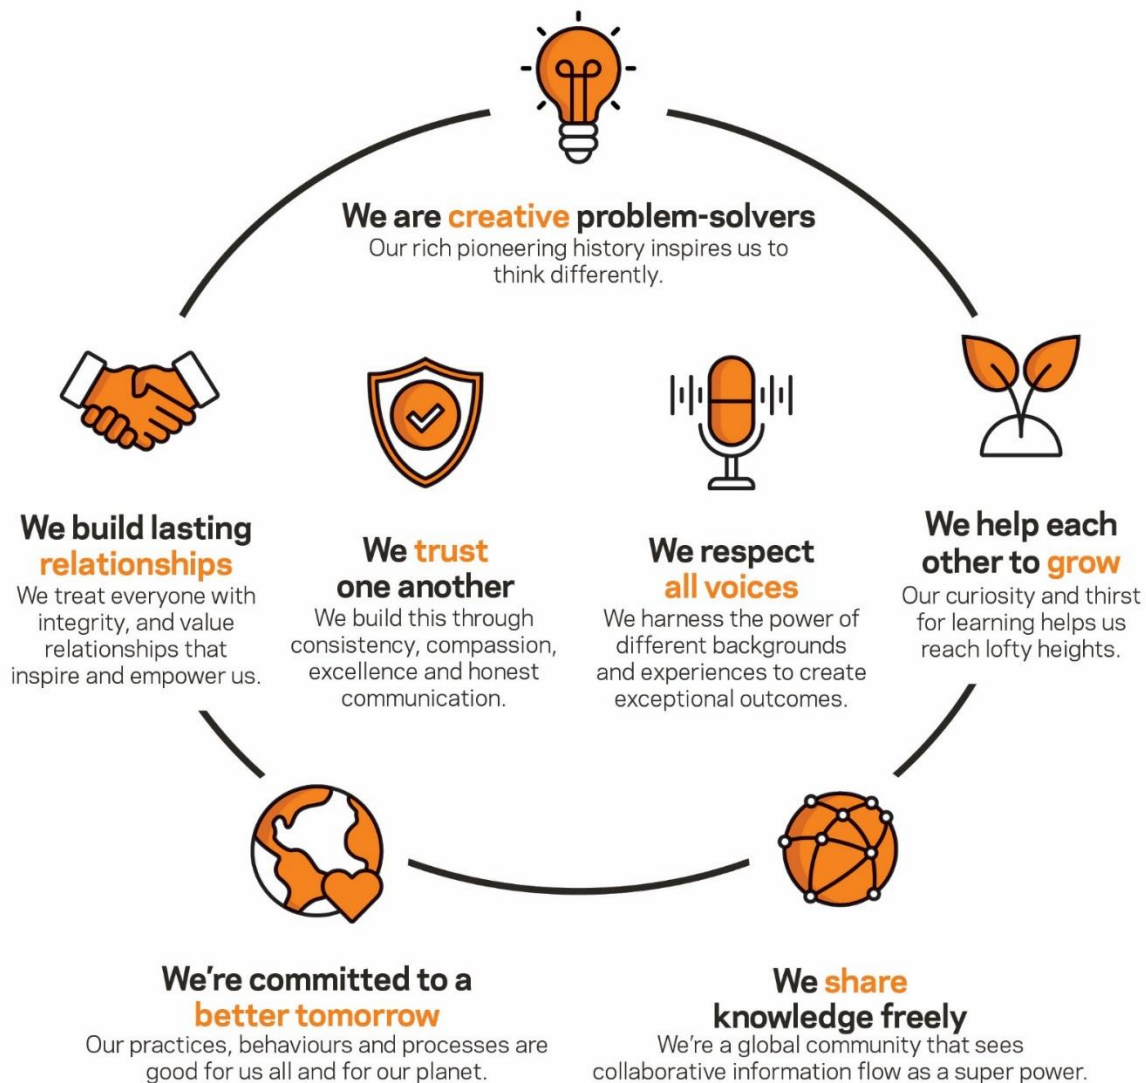 We are creative problem-solvers
Our rich pioneering history inspires us to
think differently.
We build lasting
relationships
We treat everyone with
integrity, and value
relationships that
inspire and empower us.
We trust
one another
We build this through
consistency, compassion,
excellence and honest
communication.
We respect
all voices
We harness the power of
different backgrounds
and experiences to create
exceptional outcomes.
We help each
other to grow
Our curiosity and thirst
for learning helps us
reach lofty heights.
We're committed to a
better tomorrow
Our practices, behaviours and processes are
good for us all and for our planet.
We share
knowledge freely
We're a global community that sees
collaborative information flow as a super power.